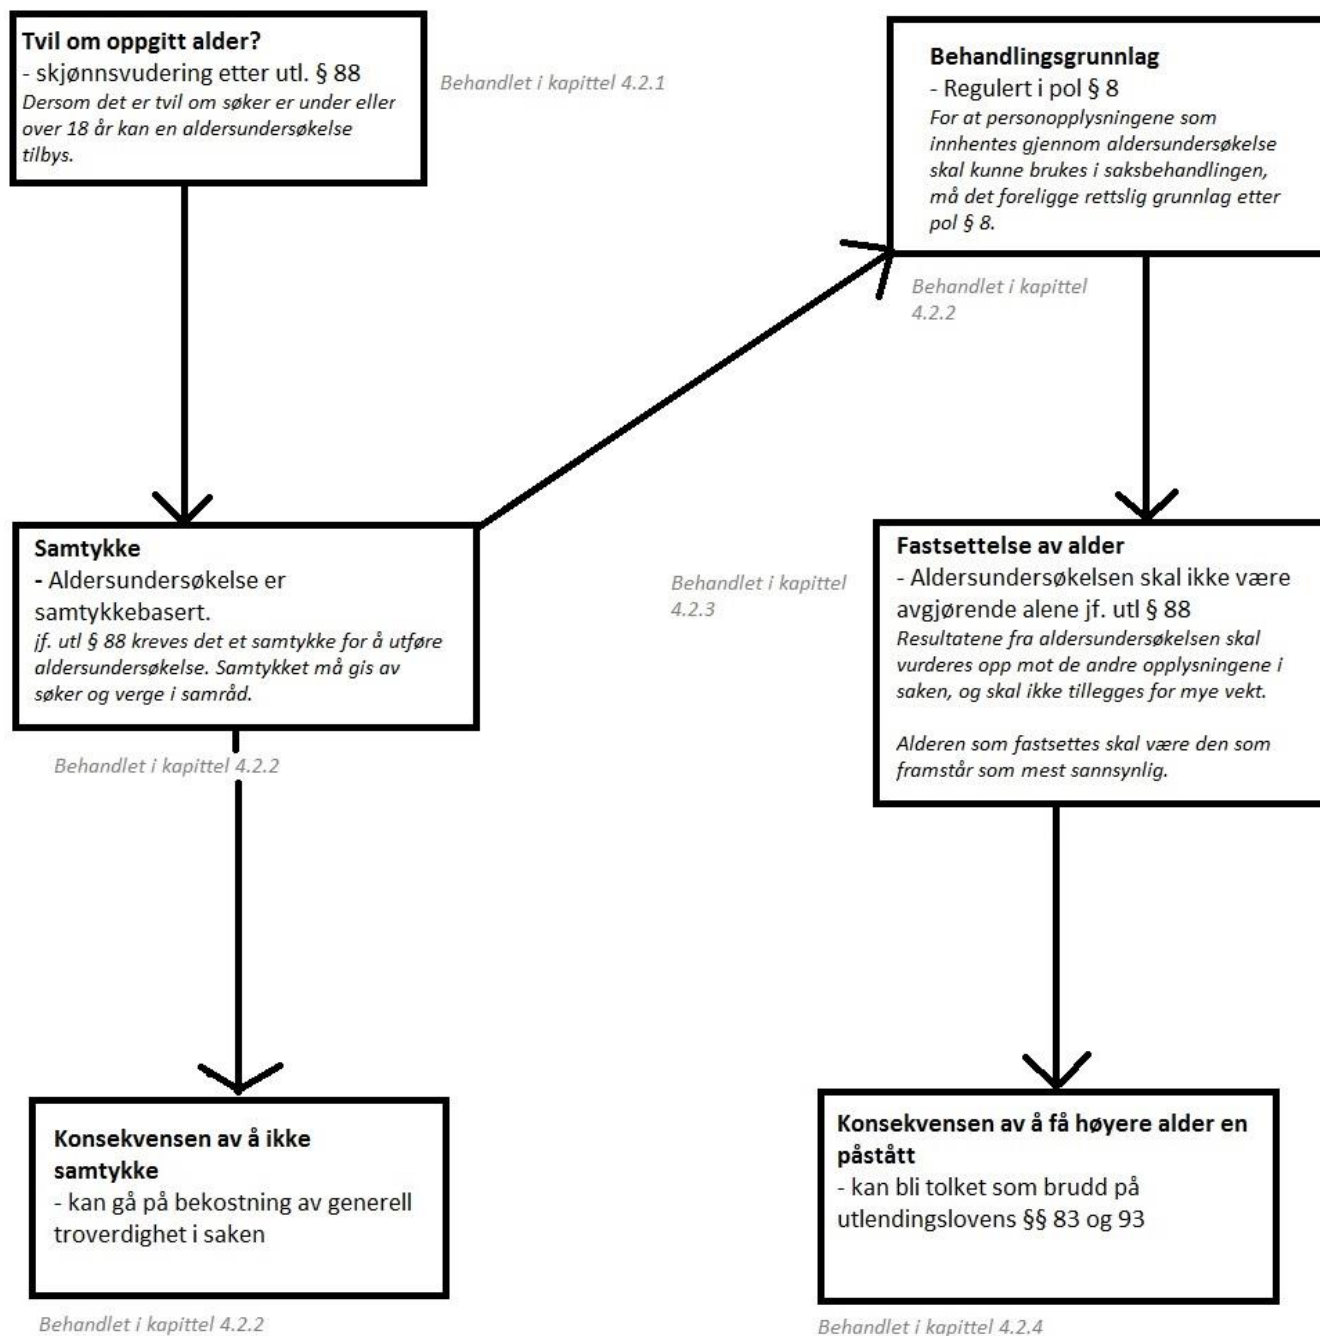 Tvil om oppgitt alder?
- skjønnsvudering etter utl. § 88
Dersom det er tvil om søker er under eller
over 18 år kan en aldersundersøkelse
tilbys.
Behandlet i kapittel 4.2.1
Samtykke
- Aldersundersøkelse er
samtykkebasert.
jf. utl § 88 kreves det et samtykke for å utføre
aldersundersøkelse. Samtykket må gis av
søker og verge i samråd.
Behandlet i kapittel 4.2.2
Konsekvensen av å ikke
samtykke
- kan gå på bekostning av generell
troverdighet i saken
Behandlet i kapittel 4.2.2
Behandlingsgrunnlag
- Regulert i pol § 8
For at personopplysningene som
innhentes gjennom aldersundersøkelse
skal kunne brukes i saksbehandlingen,
må det foreligge rettslig grunnlag etter
pol § 8.
Behandlet i kapittel
4.2.2
Fastsettelse av alder
- Aldersundersøkelsen skal ikke være
avgjørende alene jf. utl § 88
Resultatene fra aldersundersøkelsen skal
vurderes opp mot de andre opplysningene i
saken, og skal ikke tillegges for mye vekt.
Alderen som fastsettes skal være den som
framstår som mest sannsynlig.
Behandlet i kapittel
4.2.3
Konsekvensen av å få høyere alder en
påstått
- kan bli tolket som brudd på
utlendingslovens §§ 83 og 93
Behandlet i kapittel 4.2.4